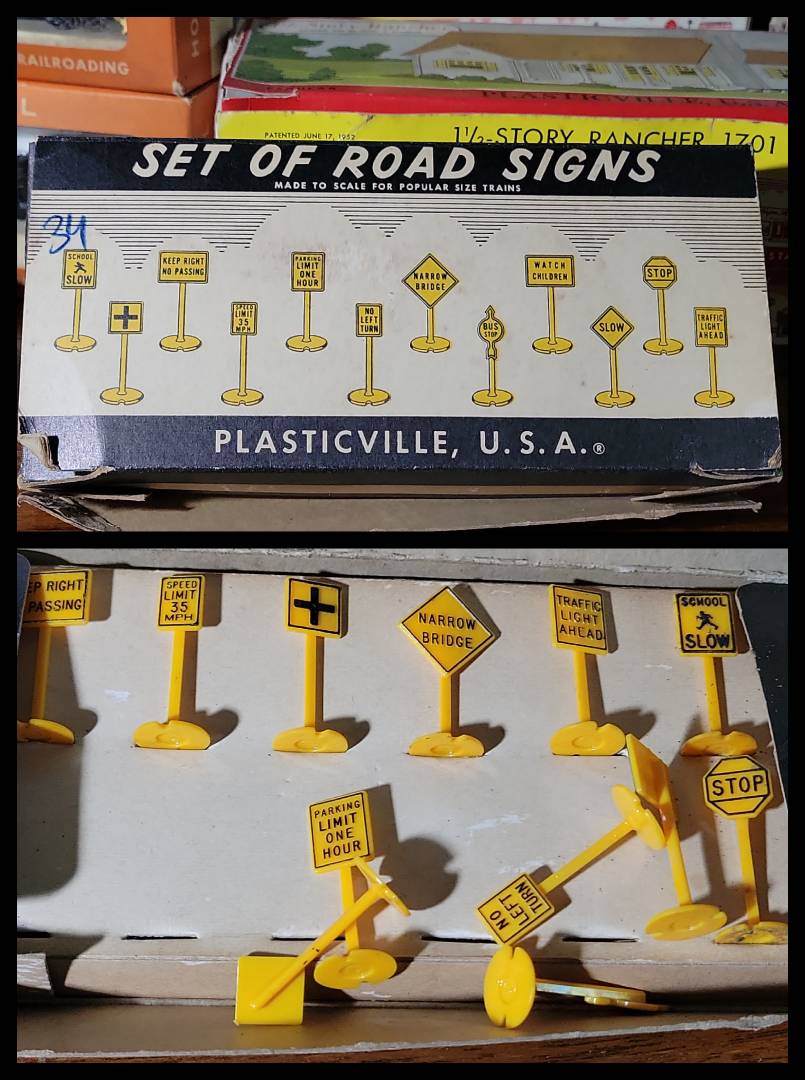 RAILROADING
L
PLASTICVILLE, U.S.A.
PATENTED JUNE 17, 1952
1½-STORY RANCHER 1701
SET OF ROAD SIGNS
MADE TO SCALE FOR POPULAR SIZE TRAINS
34
SCHOOL
SLOW
KEEP RIGHT
NO PASSING
SPEED
LIMIT
35
MPH
PARKING
LIMIT
ONE
HOUR
NO
LEFT
TURN
NARROW
BRIDGE
BUS
STOP
WATCH
CHILDREN
SLOW
STOP
TRAFFIC
LIGHT
AHEAD
PLASTICVILLE, U.S.A.®
EP RIGHT
PASSING
SPEED
LIMIT
35
MPH
NARROW
BRIDGE
TRAFFIC
LIGHT
AHEAD
SCHOOL
SLOW
PARKING
LIMIT
ONE
HOUR
NO
LEFT
TURN
STOP